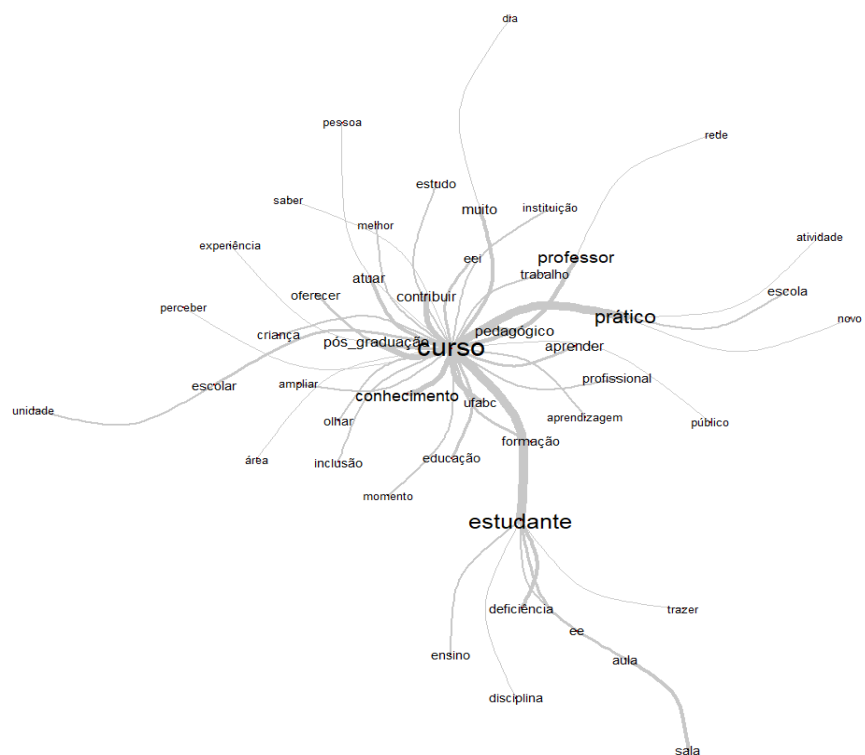 dia
pessoa
rede
estudo
saber
muito
instituição
melhor
atividade
experiência
professor
eei
trabalho
atuar
escola
oferecer
contribuir
perceber
prático
novo
criança
pedagógico
pós_graduação
curso
aprender
escolar
ampliar
profissional
conhecimento
ufabc
unidade
olhar
aprendizagem
público
formação
área
inclusão
educação
momento
estudante
deficiência
trazer
ee
ensino
aula
disciplina
sala